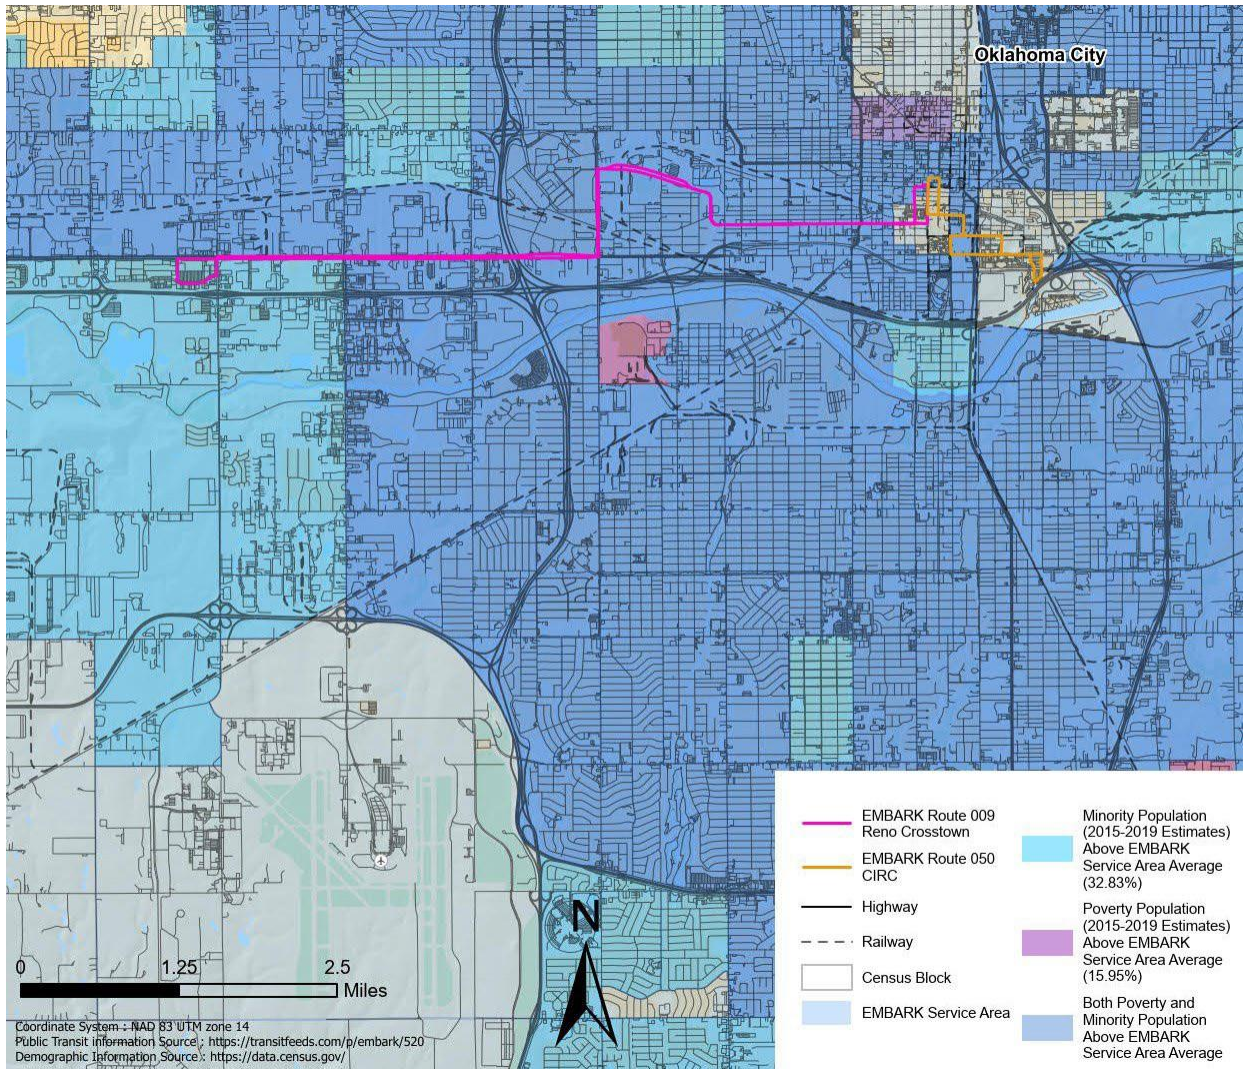 Oklahoma City
EMBARK Route 009
Reno Crosstown
EMBARK Route 050
CIRC
Highway
Railway
Census Block
EMBARK Service Area
Minority Population
(2015-2019 Estimates)
Above EMBARK
Service Area Average
(32.83%)
Poverty Population
(2015-2019 Estimates)
Above EMBARK
Service Area Average
(15.95%)
Both Poverty and
Minority Population
Above EMBARK
Service Area Average
N
0 1.25 2.5
Miles
Coordinate System : NAD 83 UTM zone 14
Public Transit information Source : https://transitfeeds.com/p/embark/520
Demographic Information Source : https://data.census.gov/